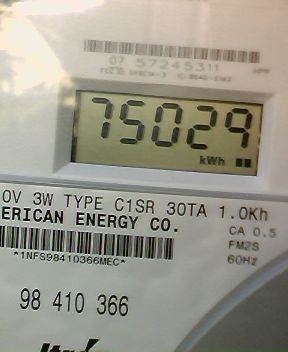 07 57245311
75029
kWh
0V 3W TYPE C1SR 30TA 1.0Kh
ERICAN ENERGY CO.
CA 0.5
FM2S
*1NFS98410366MEC*
60Hz
98 410 366